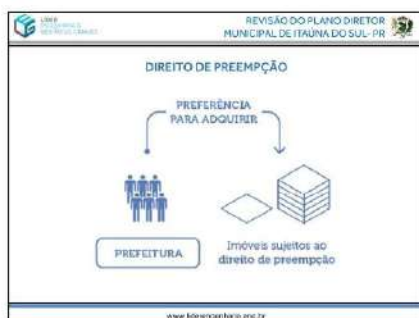 LÍDER
REVISÃO DO PLANO DIRETOR
MUNICIPAL DE ITAÚNA DO SUL- PR
DIREITO DE PREEMPÇÃO
PREFERÊNCIA
PARA ADQUIRIR
PREFEITURA
Imóveis sujeitos ao
direito de preempção